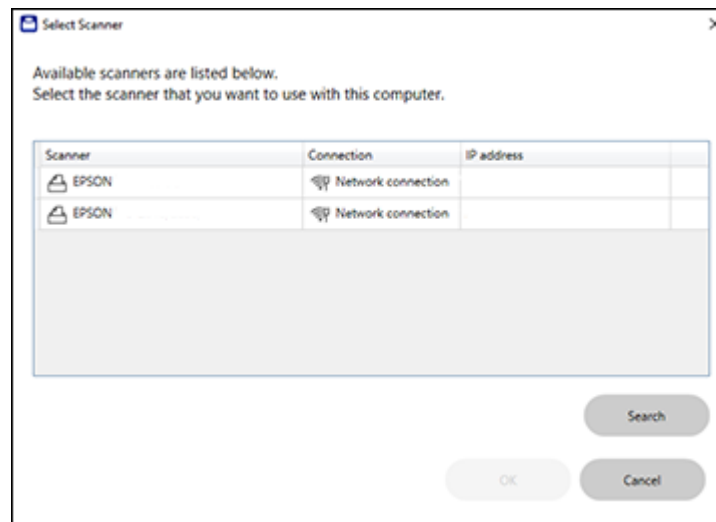 Select Scanner
Available scanners are listed below.
Select the scanner that you want to use with this computer.
Scanner Connection IP address
EPSON Network connection
EPSON Network connection
Search
OK Cancel